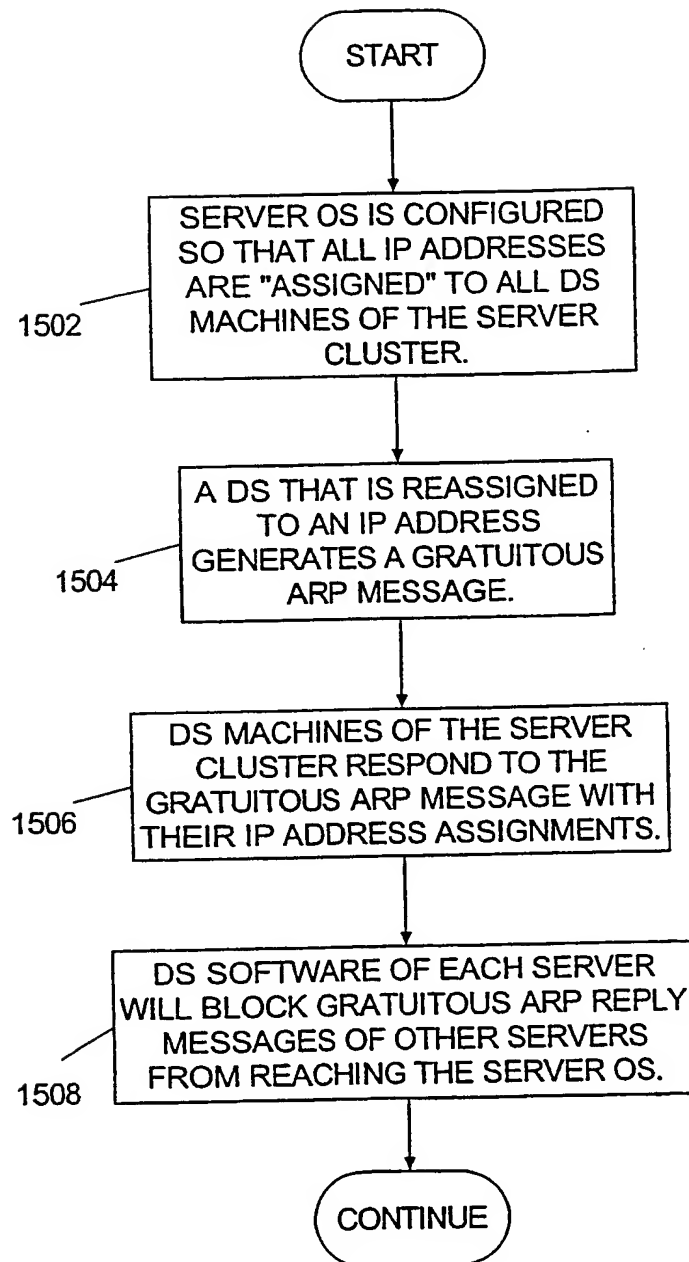 START
SERVER OS IS CONFIGURED
SO THAT ALL IP ADDRESSES
ARE "ASSIGNED" TO ALL DS
MACHINES OF THE SERVER
CLUSTER.
1502
A DS THAT IS REASSIGNED
TO AN IP ADDRESS
GENERATES A GRATUITOUS
ARP MESSAGE.
1504
DS MACHINES OF THE SERVER
CLUSTER RESPOND TO THE
GRATUITOUS ARP MESSAGE WITH
THEIR IP ADDRESS ASSIGNMENTS.
1506
DS SOFTWARE OF EACH SERVER
WILL BLOCK GRATUITOUS ARP REPLY
MESSAGES OF OTHER SERVERS
FROM REACHING THE SERVER OS.
1508
CONTINUE